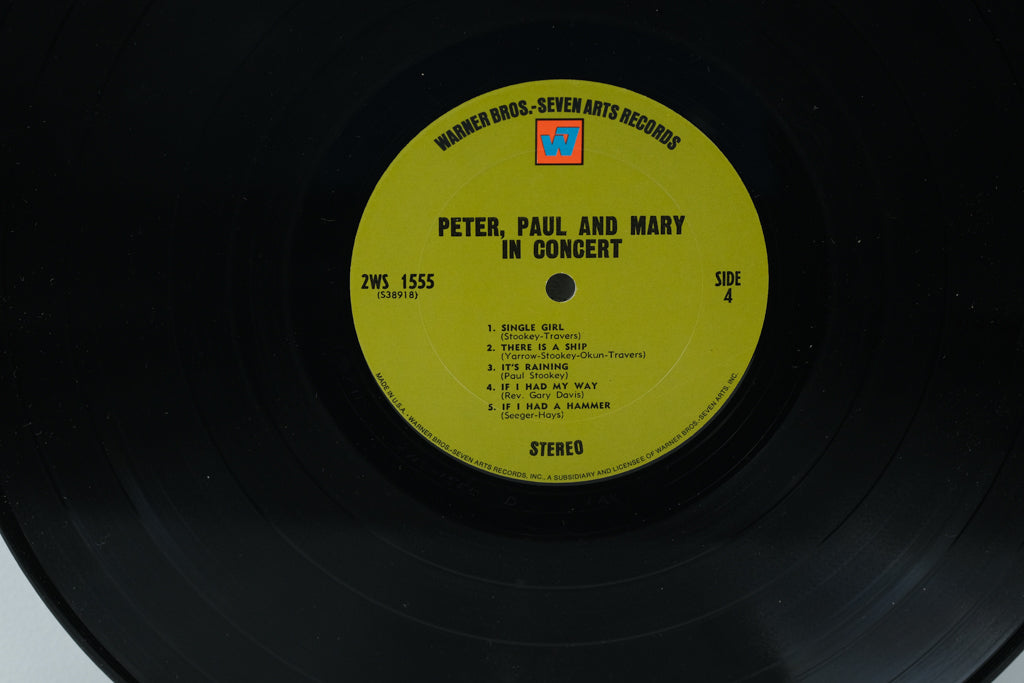 WARNER BROS.-SEVEN ARTS RECORDS
W7
PETER, PAUL AND MARY
IN CONCERT
2WS 1555
(S38918)
SIDE
4
1. SINGLE GIRL
(Stookey-Travers)
2. THERE IS A SHIP
(Yarrow-Stookey-Okun-Travers)
3. IT'S RAINING
(Paul Stookey)
4. IF I HAD MY WAY
(Rev. Gary Davis)
5. IF I HAD A HAMMER
(Seeger-Hays)
STEREO
MADE IN U.S.A. • WARNER BROS.-SEVEN ARTS RECORDS, INC., A SUBSIDIARY AND LICENSEE OF WARNER BROS.-SEVEN ARTS, INC.